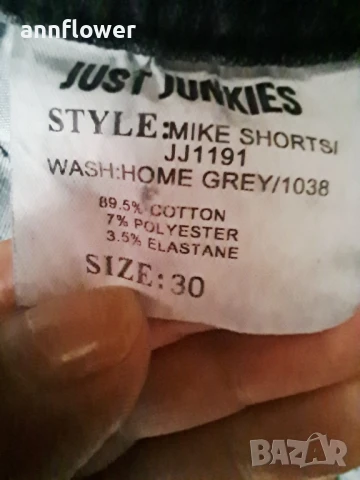 annflower
JUST JUNKIES
STYLE:MIKE SHORTS/
JJ1191
WASH:HOME GREY/1038
89.5% COTTON
7% POLYESTER
3.5% ELASTANE
SIZE:30
BAZAR